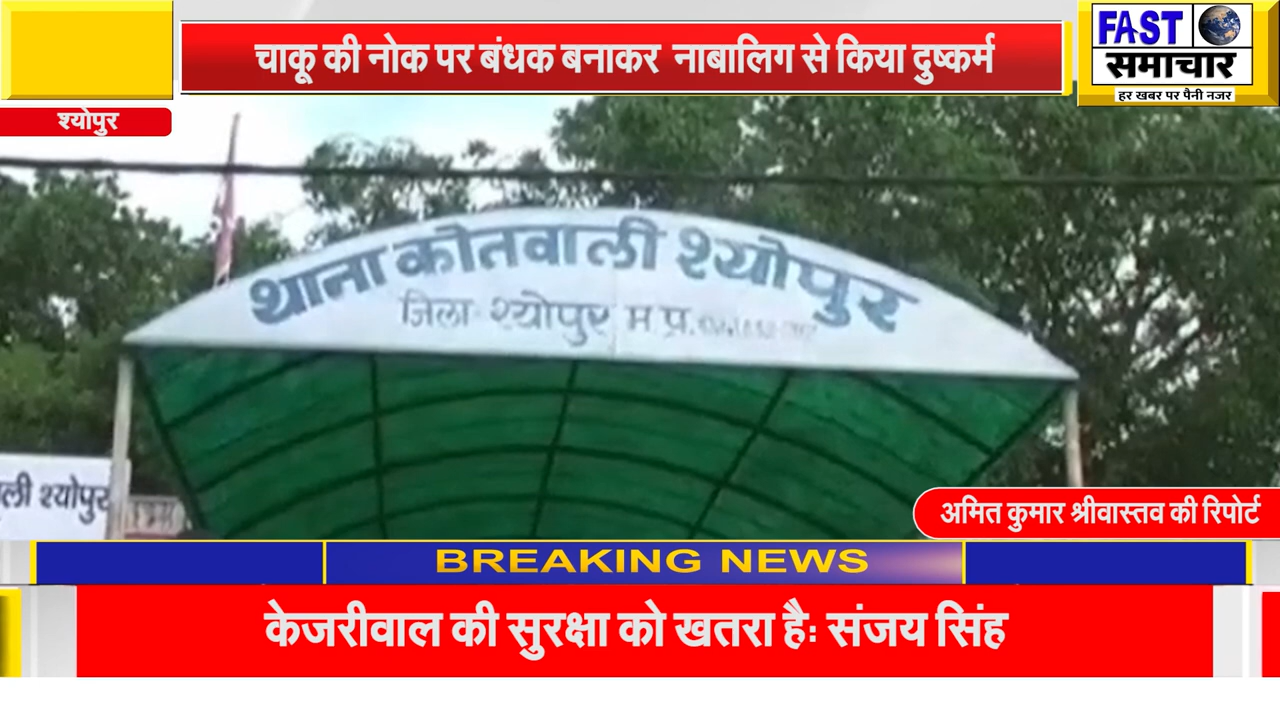 चाकू की नोक पर बंधक बनाकर नाबालिग से किया दुष्कर्म
FAST
समाचार
हर खबर पर पैनी नजर
श्योपुर
थाना कोतवाली श्योपुर
जिला श्योपुर म प्र.
ली श्योपुर
अमित कुमार श्रीवास्तव की रिपोर्ट
BREAKING NEWS
केजरीवाल की सुरक्षा को खतरा है: संजय सिंह